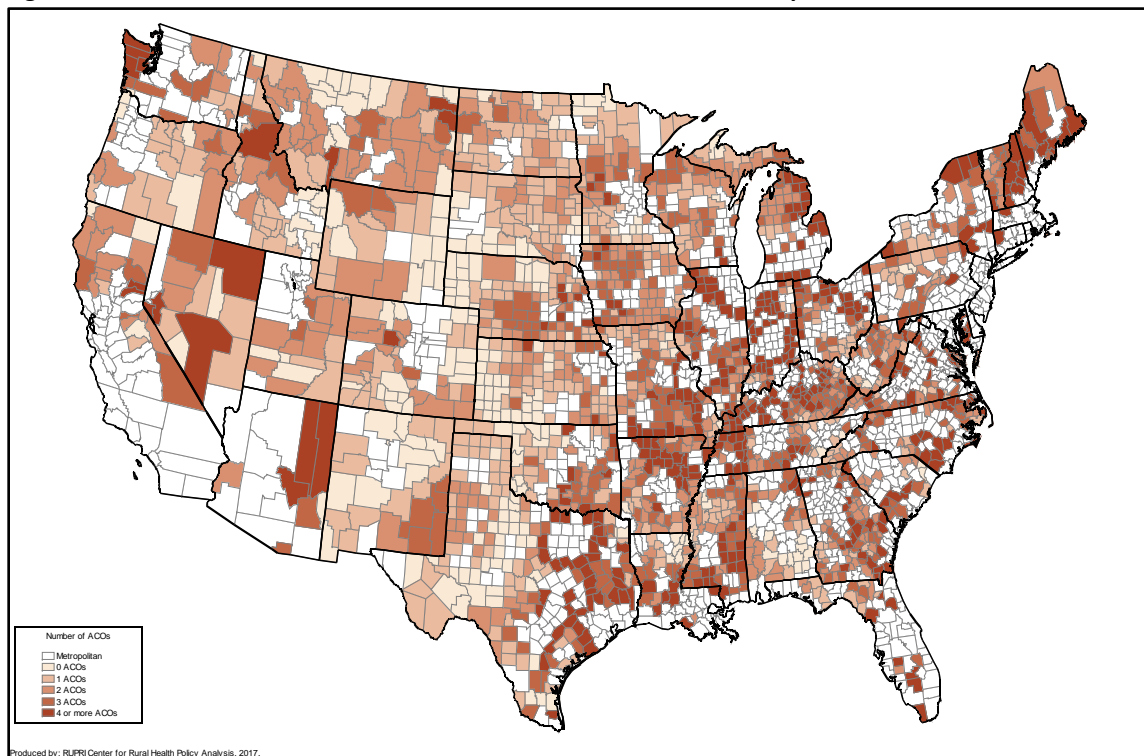 Number of ACOs
Metropolitan
0 ACOs
1 ACOs
2 ACOs
3 ACOs
4 or more ACOs
Produced by: RUPRI Center for Rural Health Policy Analysis, 2017.